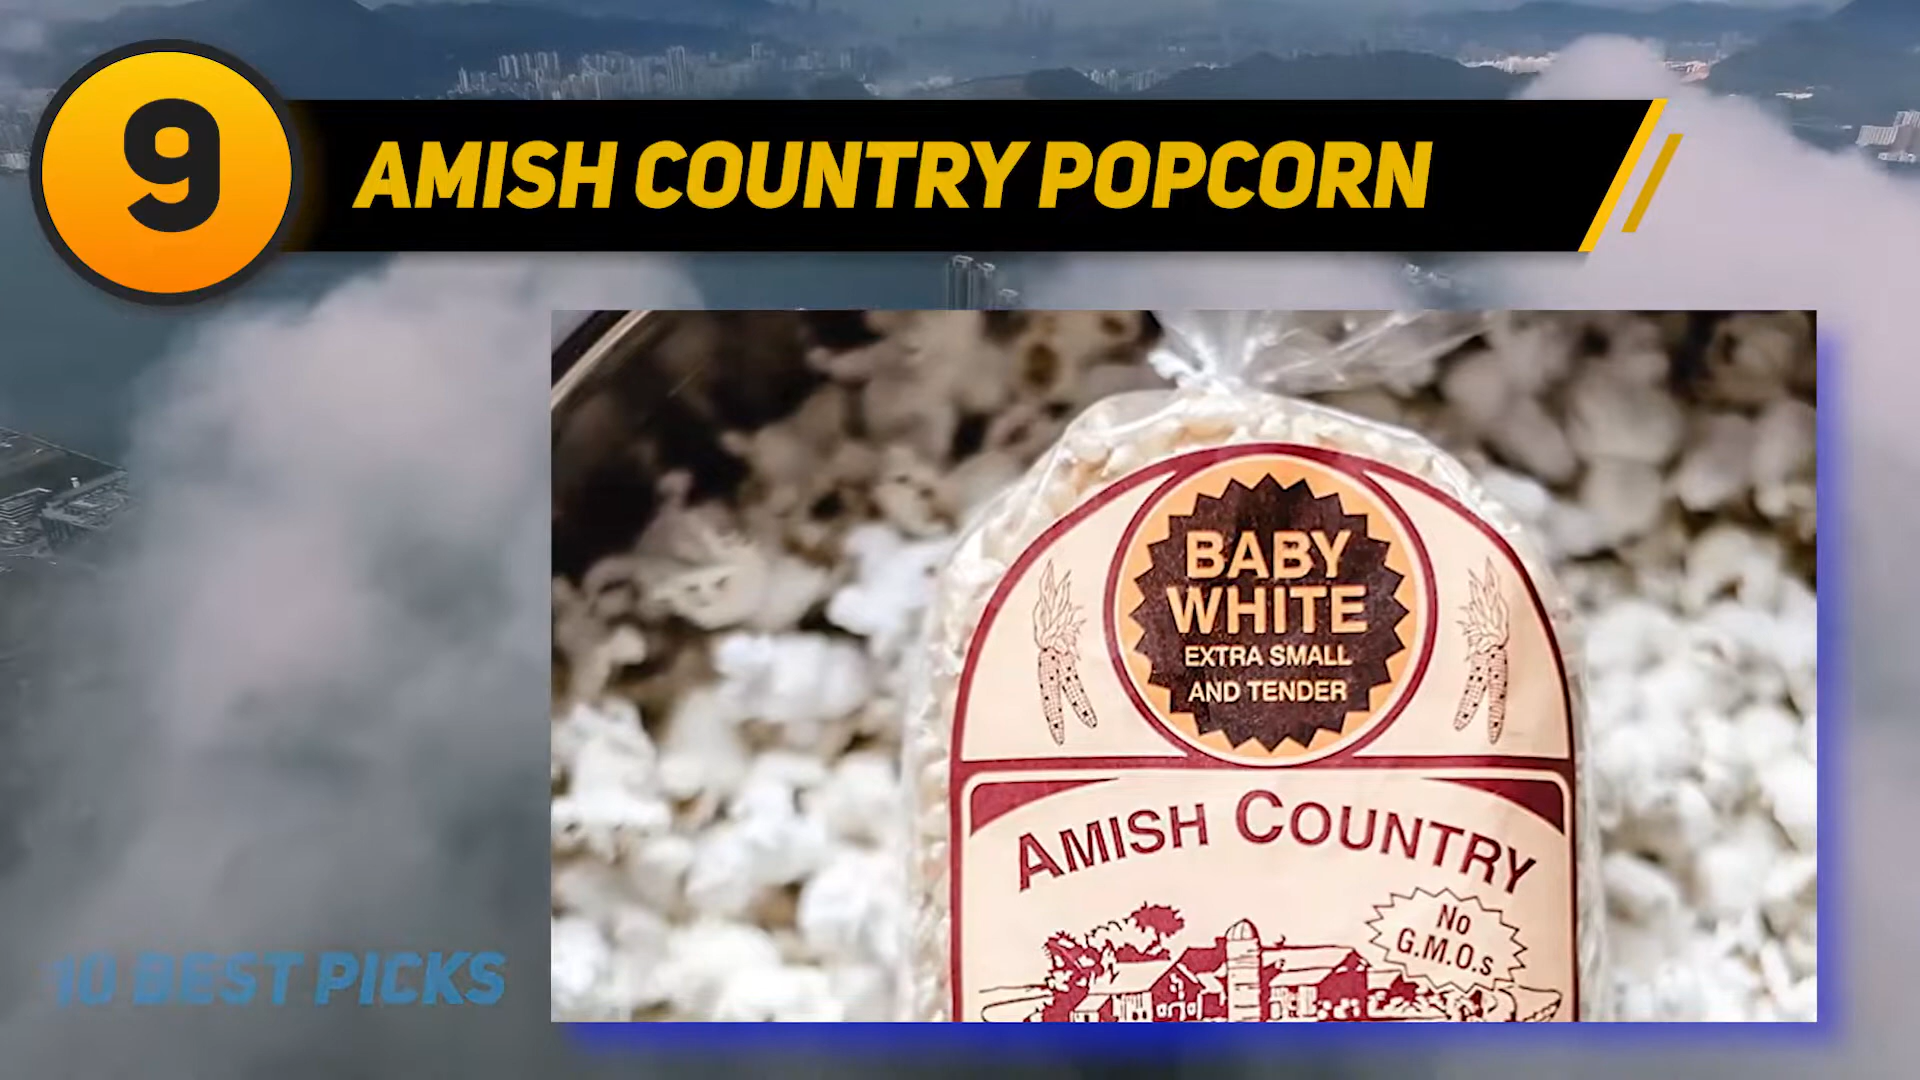 9
AMISH COUNTRY POPCORN
BABY
WHITE
EXTRA SMALL
AND TENDER
AMISH COUNTRY
No
G.M.O.s
10 BEST PICKS